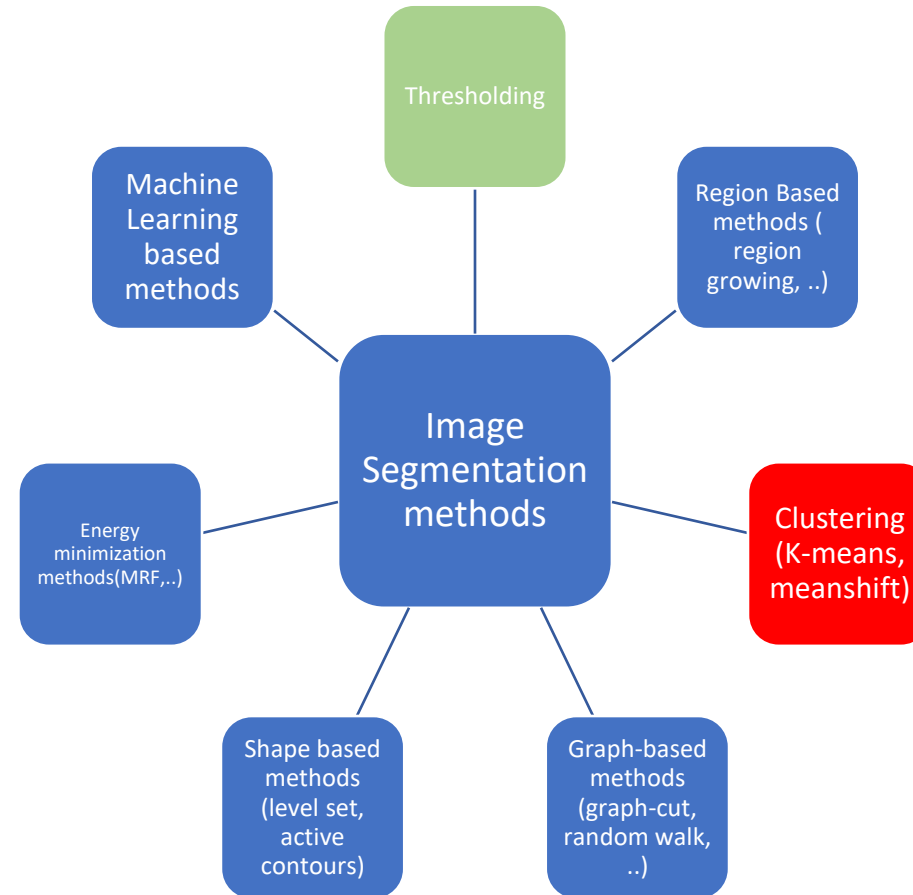 Thresholding
Machine
Learning
based
methods
Region Based
methods (
region
growing, ..)
Image
Segmentation
methods
Energy
minimization
methods(MRF,..)
Clustering
(K-means,
meanshift)
Shape based
methods
(level set,
active
contours)
Graph-based
methods
(graph-cut,
random walk,
..)